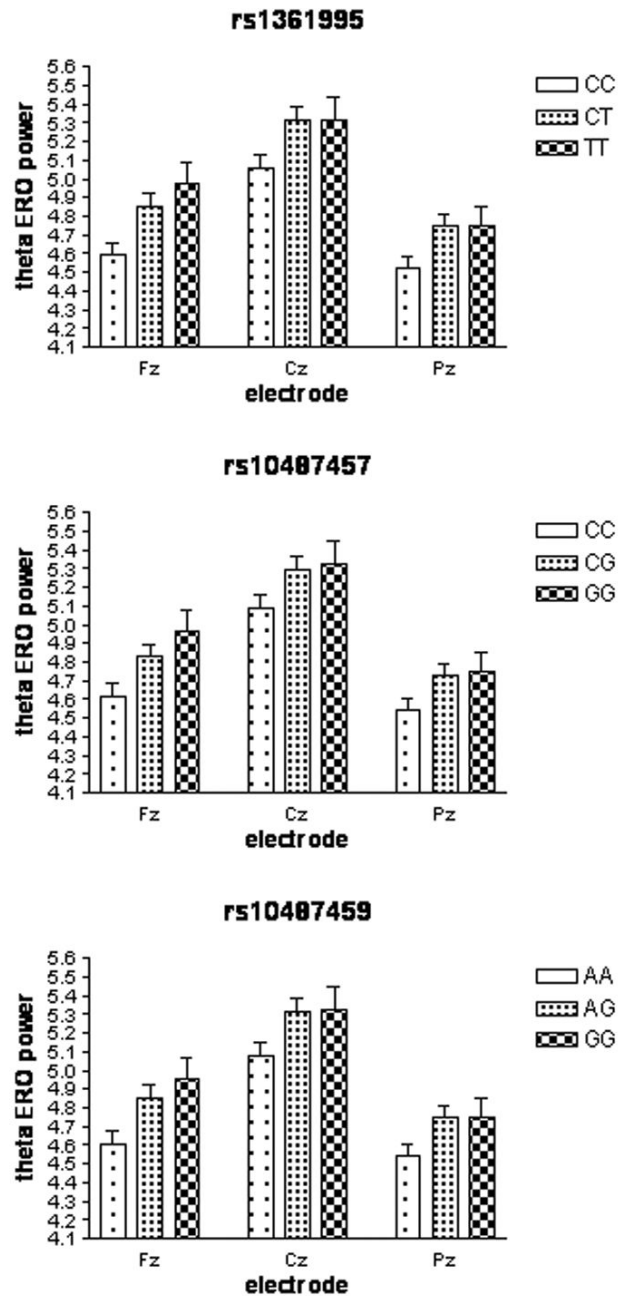 rs1361995
5.6
5.5
5.4
5.3
5.2
5.1
5.0
4.9
4.8
4.7
4.6
4.5
4.4
4.3
4.2
4.1
theta ERO power
Fz Cz Pz
electrode
CC
CT
TT
rs10487457
5.6
5.5
5.4
5.3
5.2
5.1
5.0
4.9
4.8
4.7
4.6
4.5
4.4
4.3
4.2
4.1
theta ERO power
Fz Cz Pz
electrode
CC
CG
GG
rs10487459
5.6
5.5
5.4
5.3
5.2
5.1
5.0
4.9
4.8
4.7
4.6
4.5
4.4
4.3
4.2
4.1
theta ERO power
Fz Cz Pz
electrode
AA
AG
GG